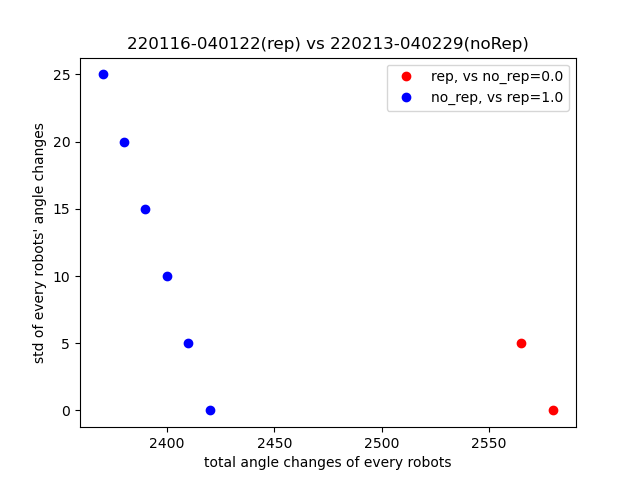 220116-040122(rep) vs 220213-040229(noRep)
rep, vs no_rep=0.0
no_rep, vs rep=1.0
25
20
15
10
5
0
std of every robots' angle changes
2400 2450 2500 2550
total angle changes of every robots